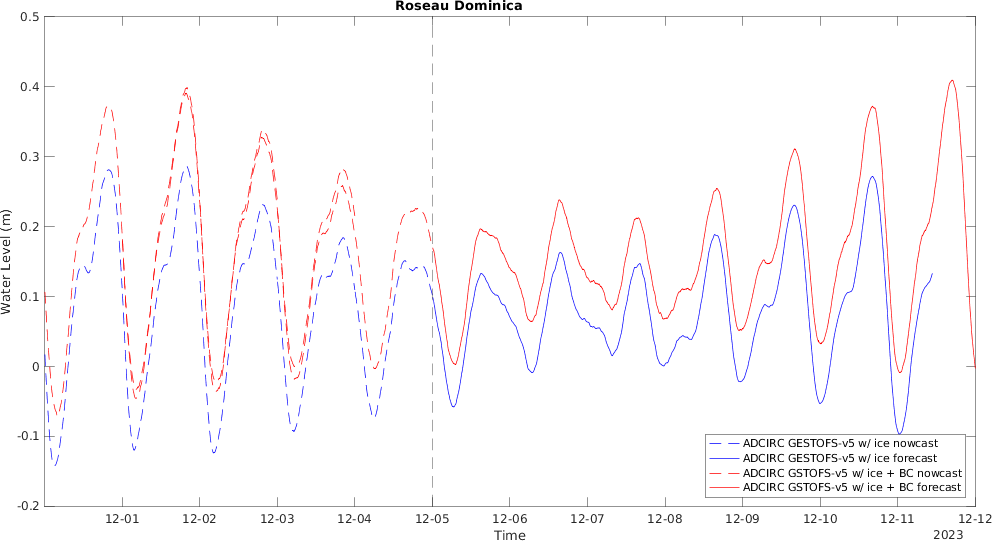 Roseau Dominica
0.5
0.4
0.3
0.2
0.1
0
-0.1
-0.2
Water Level (m)
12-01 12-02 12-03 12-04 12-05 12-06 12-07 12-08 12-09 12-10 12-11 12-12
Time
2023
ADCIRC GESTOFS-v5 w/ ice nowcast
ADCIRC GESTOFS-v5 w/ ice forecast
ADCIRC GSTOFS-v5 w/ ice + BC nowcast
ADCIRC GSTOFS-v5 w/ ice + BC forecast